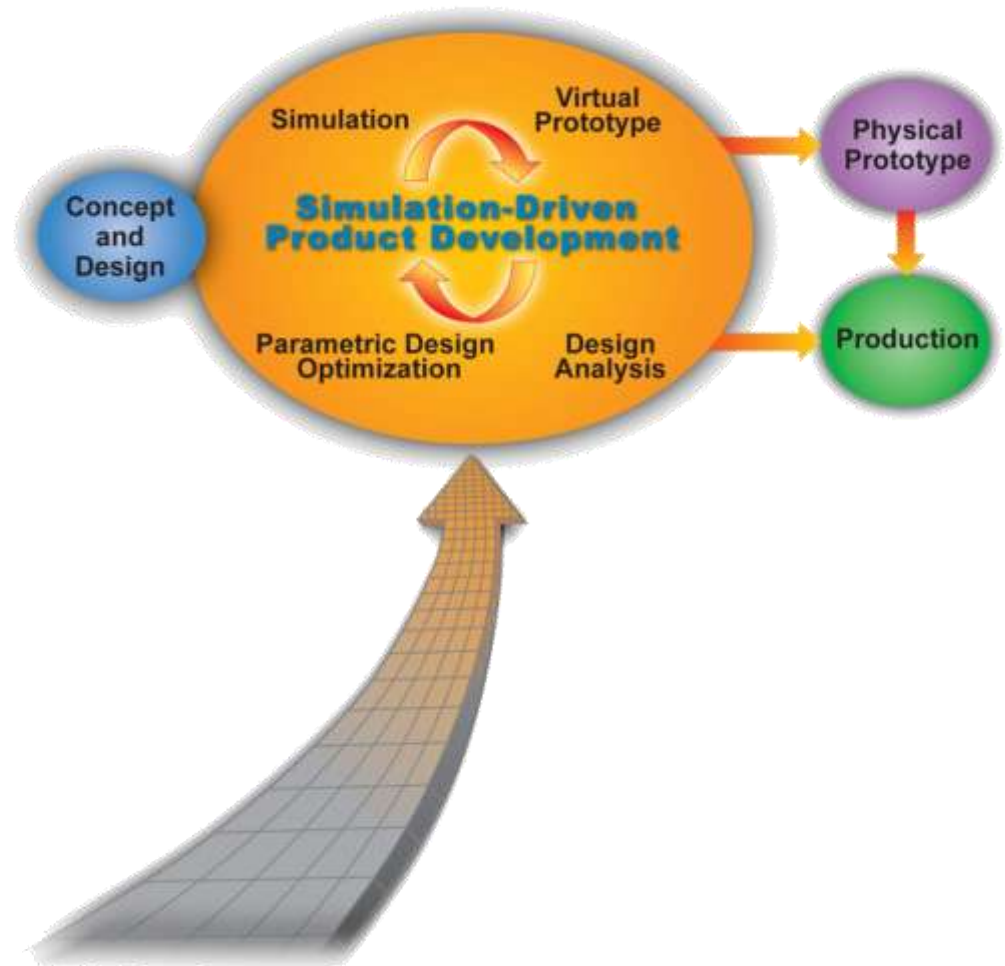 Simulation
Virtual
Prototype
Physical
Prototype
Concept
and
Design
Simulation-Driven
Product Development
Parametric Design
Optimization
Design
Analysis
Production